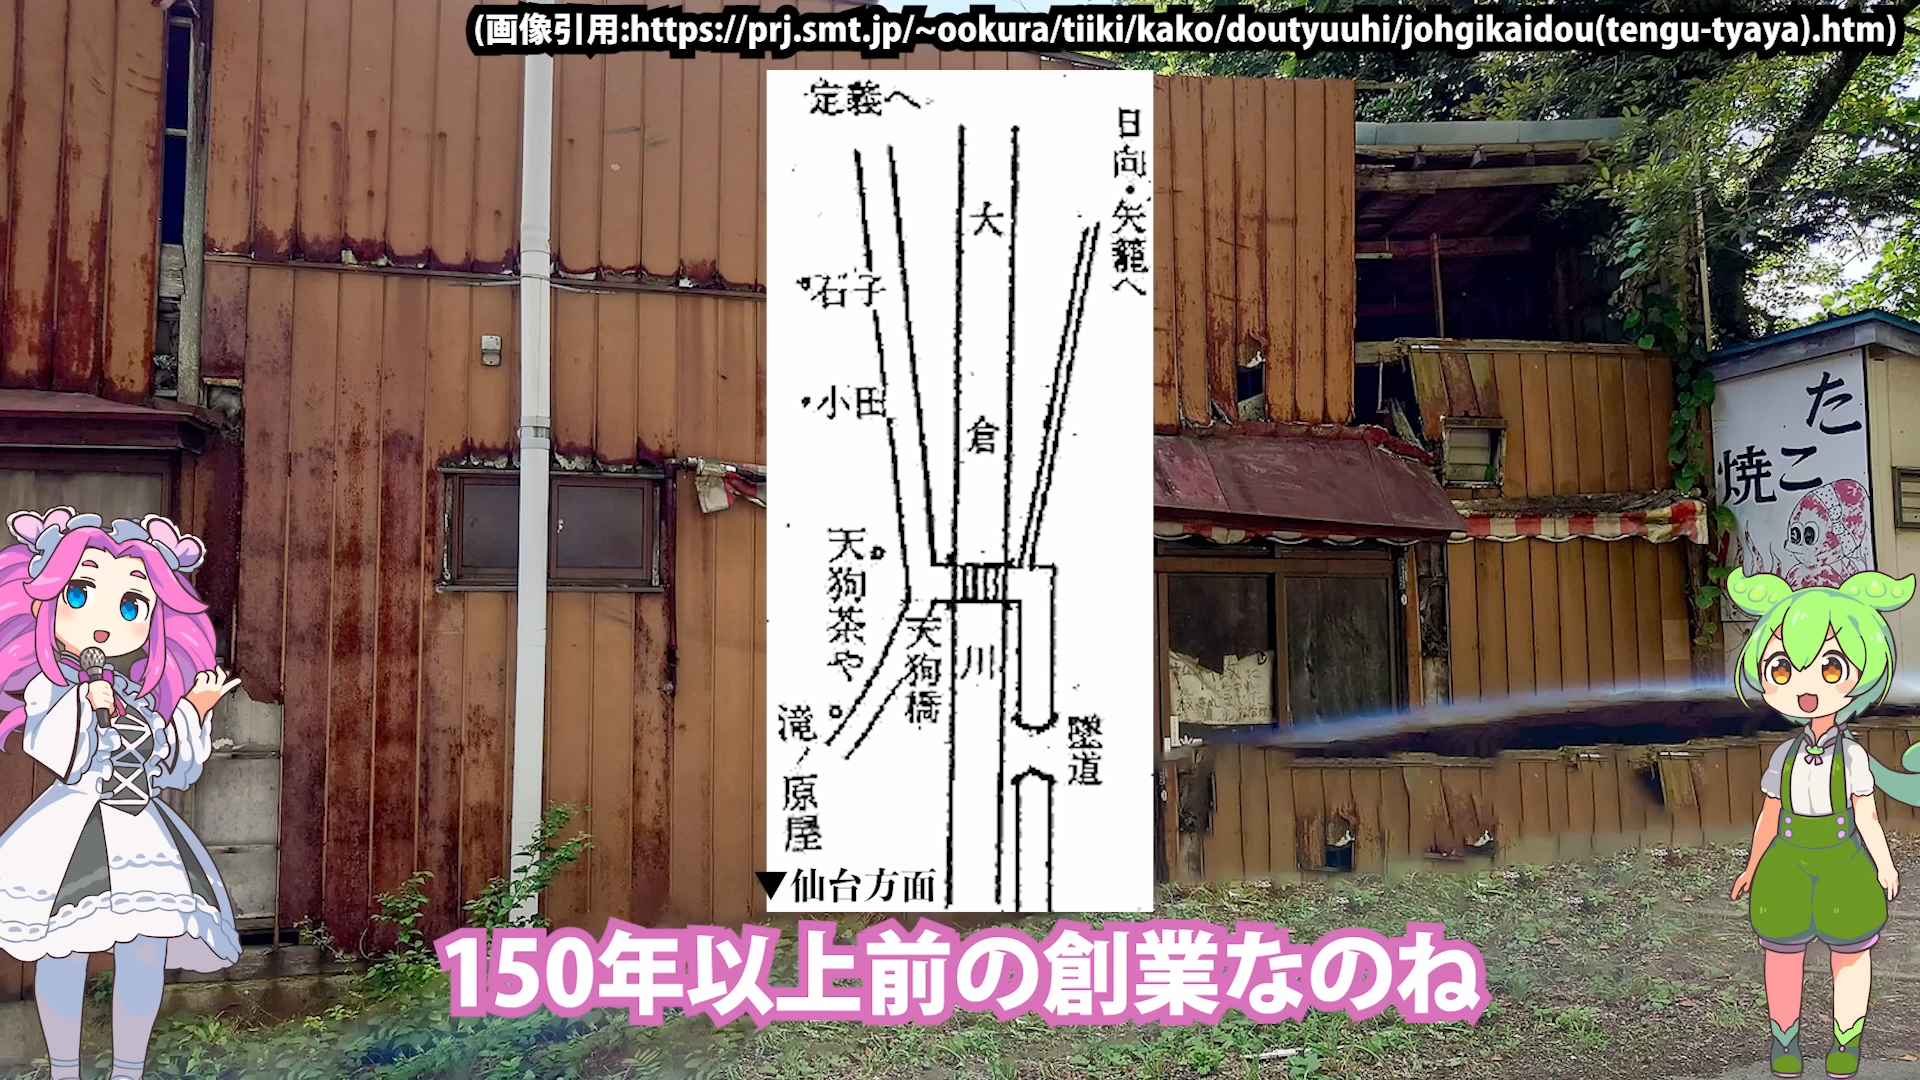 (画像引用:https://prj.smt.jp/~ookura/tiiki/kako/doutyuuhi/johgikaidou(tengu-tyaya).htm)
定義へ
日向・矢籠へ
大倉川
石子
小田
天狗茶や
天狗橋
滝ノ原屋
墜道
▼仙台方面
たこ焼
150年以上前の創業なのね